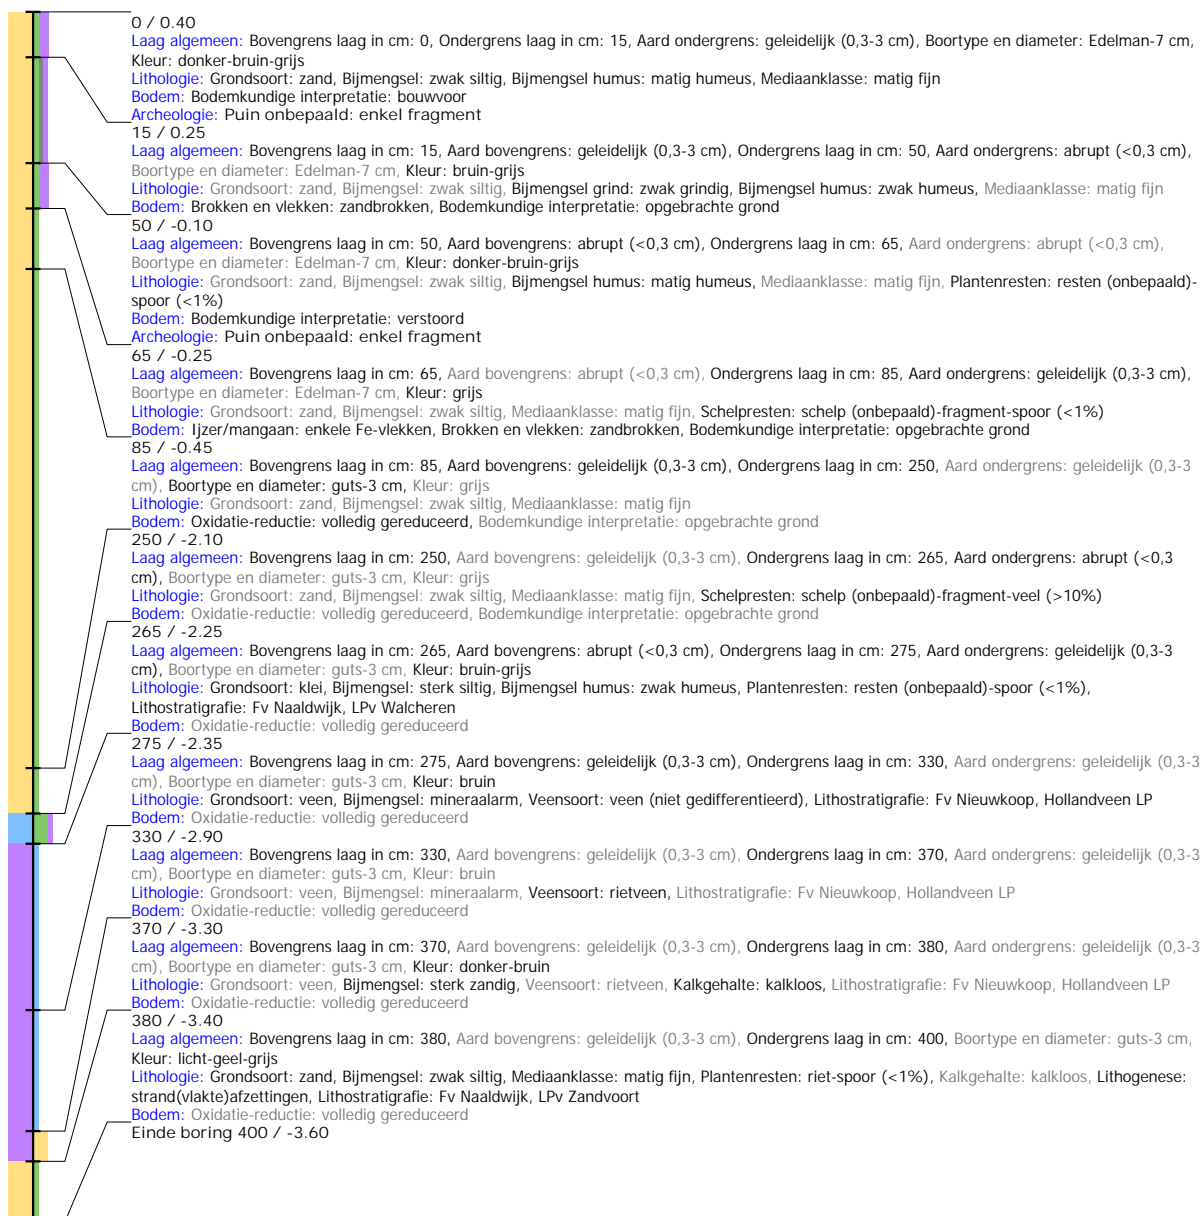 0 / 0.40
Laag algemeen: Bovengrens laag in cm: 0, Ondergrens laag in cm: 15, Aard ondergrens: geleidelijk (0,3-3 cm), Boortype en diameter: Edelman-7 cm,
Kleur: donker-bruin-grijs
Lithologie: Grondsoort: zand, Bijmengsel: zwak siltig, Bijmengsel humus: matig humeus, Mediaanklasse: matig fijn
Bodem: Bodemkundige interpretatie: bouwvoor
Archeologie: Puin onbepaald: enkel fragment
15 / 0.25
Laag algemeen: Bovengrens laag in cm: 15, Aard bovengrens: geleidelijk (0,3-3 cm), Ondergrens laag in cm: 50, Aard ondergrens: abrupt (<0,3 cm),
Boortype en diameter: Edelman-7 cm, Kleur: bruin-grijs
Lithologie: Grondsoort: zand, Bijmengsel: zwak siltig, Bijmengsel grind: zwak grindig, Bijmengsel humus: zwak humeus, Mediaanklasse: matig fijn
Bodem: Brokken en vlekken: zandbrokken, Bodemkundige interpretatie: opgebrachte grond
50 / -0.10
Laag algemeen: Bovengrens laag in cm: 50, Aard bovengrens: abrupt (<0,3 cm), Ondergrens laag in cm: 65, Aard ondergrens: abrupt (<0,3 cm),
Boortype en diameter: Edelman-7 cm, Kleur: donker-bruin-grijs
Lithologie: Grondsoort: zand, Bijmengsel: zwak siltig, Bijmengsel humus: matig humeus, Mediaanklasse: matig fijn, Plantenresten: resten (onbepaald)-
spoor (<1%)
Bodem: Bodemkundige interpretatie: verstoord
Archeologie: Puin onbepaald: enkel fragment
65 / -0.25
Laag algemeen: Bovengrens laag in cm: 65, Aard bovengrens: abrupt (<0,3 cm), Ondergrens laag in cm: 85, Aard ondergrens: geleidelijk (0,3-3 cm),
Boortype en diameter: Edelman-7 cm, Kleur: grijs
Lithologie: Grondsoort: zand, Bijmengsel: zwak siltig, Mediaanklasse: matig fijn, Schelpresten: schelp (onbepaald)-fragment-spoor (<1%)
Bodem: Ijzer/mangaan: enkele Fe-vlekken, Brokken en vlekken: zandbrokken, Bodemkundige interpretatie: opgebrachte grond
85 / -0.45
Laag algemeen: Bovengrens laag in cm: 85, Aard bovengrens: geleidelijk (0,3-3 cm), Ondergrens laag in cm: 250, Aard ondergrens: geleidelijk (0,3-3
cm), Boortype en diameter: guts-3 cm, Kleur: grijs
Lithologie: Grondsoort: zand, Bijmengsel: zwak siltig, Mediaanklasse: matig fijn
Bodem: Oxidatie-reductie: volledig gereduceerd, Bodemkundige interpretatie: opgebrachte grond
250 / -2.10
Laag algemeen: Bovengrens laag in cm: 250, Aard bovengrens: geleidelijk (0,3-3 cm), Ondergrens laag in cm: 265, Aard ondergrens: abrupt (<0,3
cm), Boortype en diameter: guts-3 cm, Kleur: grijs
Lithologie: Grondsoort: zand, Bijmengsel: zwak siltig, Mediaanklasse: matig fijn, Schelpresten: schelp (onbepaald)-fragment-veel (>10%)
Bodem: Oxidatie-reductie: volledig gereduceerd, Bodemkundige interpretatie: opgebrachte grond
265 / -2.25
Laag algemeen: Bovengrens laag in cm: 265, Aard bovengrens: abrupt (<0,3 cm), Ondergrens laag in cm: 275, Aard ondergrens: geleidelijk (0,3-3
cm), Boortype en diameter: guts-3 cm, Kleur: bruin-grijs
Lithologie: Grondsoort: klei, Bijmengsel: sterk siltig, Bijmengsel humus: zwak humeus, Plantenresten: resten (onbepaald)-spoor (<1%),
Lithostratigrafie: Fv Naaldwijk, LPv Walcheren
Bodem: Oxidatie-reductie: volledig gereduceerd
275 / -2.35
Laag algemeen: Bovengrens laag in cm: 275, Aard bovengrens: geleidelijk (0,3-3 cm), Ondergrens laag in cm: 330, Aard ondergrens: geleidelijk (0,3-3
cm), Boortype en diameter: guts-3 cm, Kleur: bruin
Lithologie: Grondsoort: veen, Bijmengsel: mineraalarm, Veensoort: veen (niet gedifferentieerd), Lithostratigrafie: Fv Nieuwkoop, Hollandveen LP
Bodem: Oxidatie-reductie: volledig gereduceerd
330 / -2.90
Laag algemeen: Bovengrens laag in cm: 330, Aard bovengrens: geleidelijk (0,3-3 cm), Ondergrens laag in cm: 370, Aard ondergrens: geleidelijk (0,3-3
cm), Boortype en diameter: guts-3 cm, Kleur: bruin
Lithologie: Grondsoort: veen, Bijmengsel: mineraalarm, Veensoort: rietveen, Lithostratigrafie: Fv Nieuwkoop, Hollandveen LP
Bodem: Oxidatie-reductie: volledig gereduceerd
370 / -3.30
Laag algemeen: Bovengrens laag in cm: 370, Aard bovengrens: geleidelijk (0,3-3 cm), Ondergrens laag in cm: 380, Aard ondergrens: geleidelijk (0,3-3
cm), Boortype en diameter: guts-3 cm, Kleur: donker-bruin
Lithologie: Grondsoort: veen, Bijmengsel: sterk zandig, Veensoort: rietveen, Kalkgehalte: kalkloos, Lithostratigrafie: Fv Nieuwkoop, Hollandveen LP
Bodem: Oxidatie-reductie: volledig gereduceerd
380 / -3.40
Laag algemeen: Bovengrens laag in cm: 380, Aard bovengrens: geleidelijk (0,3-3 cm), Ondergrens laag in cm: 400, Boortype en diameter: guts-3 cm,
Kleur: licht-geel-grijs
Lithologie: Grondsoort: zand, Bijmengsel: zwak siltig, Mediaanklasse: matig fijn, Plantenresten: riet-spoor (<1%), Kalkgehalte: kalkloos, Lithogenese:
strand(vlakte)afzettingen, Lithostratigrafie: Fv Naaldwijk, LPv Zandvoort
Bodem: Oxidatie-reductie: volledig gereduceerd
Einde boring 400 / -3.60